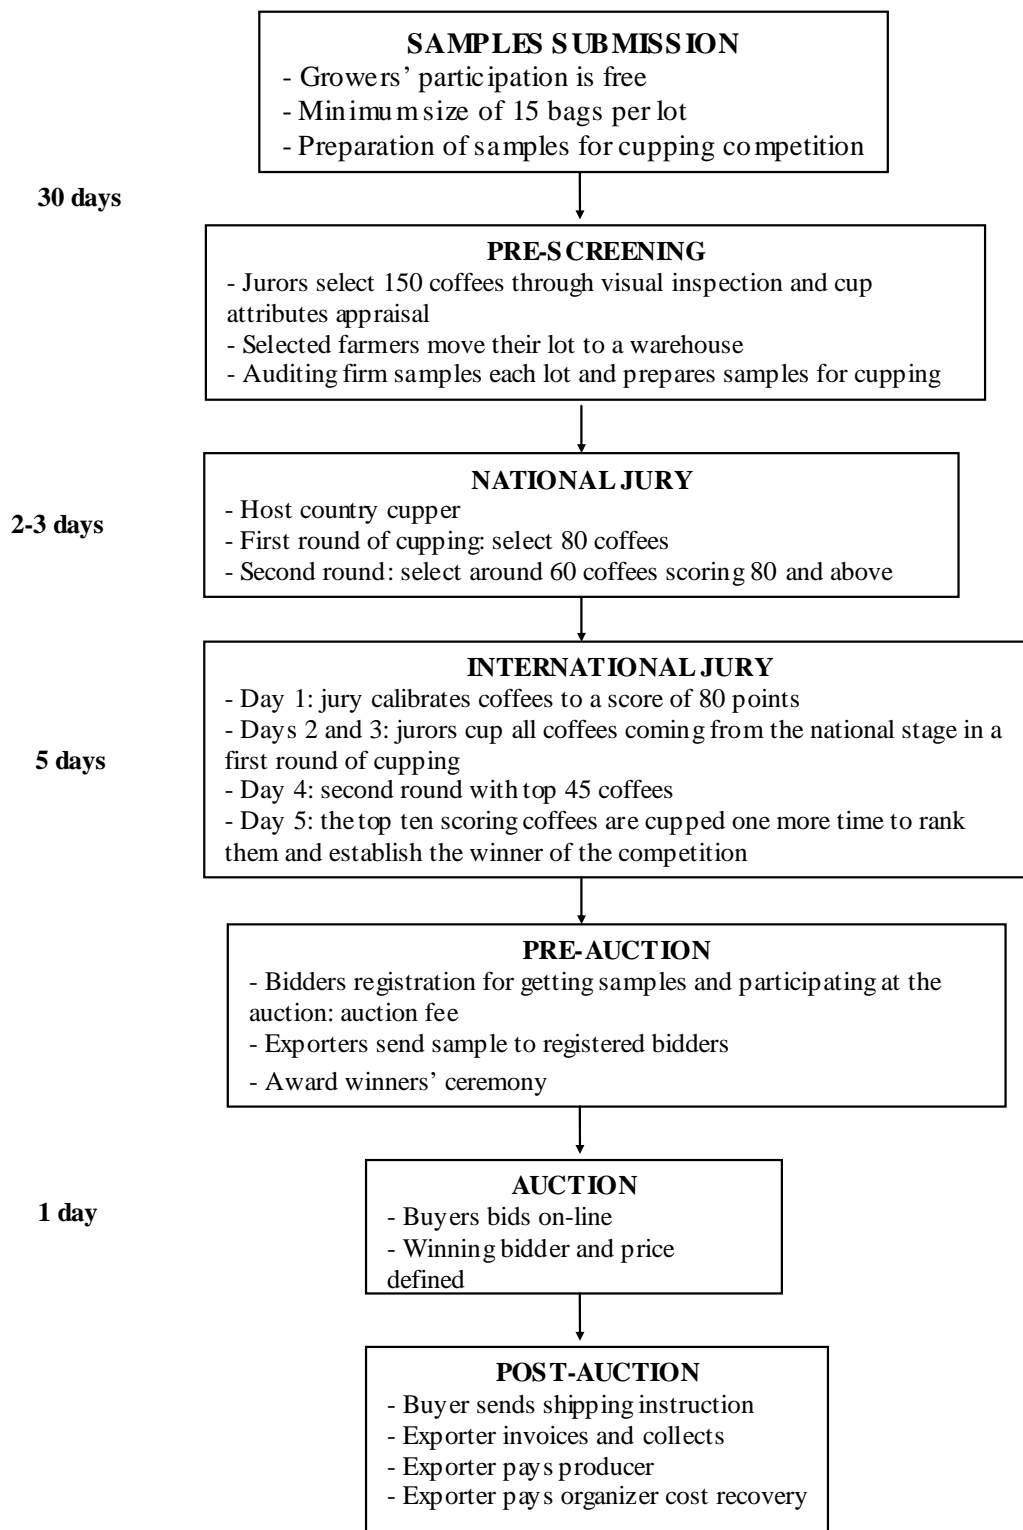 SAMPLES SUBMISSION
- Growers’ participation is free
- Minimum size of 15 bags per lot
- Preparation of samples for cupping competition
30 days
PRE-SCREENING
- Jurors select 150 coffees through visual inspection and cup
attributes appraisal
- Selected farmers move their lot to a warehouse
- Auditing firm samples each lot and prepares samples for cupping
NATIONAL JURY
2-3 days
- Host country cupper
- First round of cupping: select 80 coffees
- Second round: select around 60 coffees scoring 80 and above
INTERNATIONAL JURY
- Day 1: jury calibrates coffees to a score of 80 points
- Days 2 and 3: jurors cup all coffees coming from the national stage in a
first round of cupping
5 days
- Day 4: second round with top 45 coffees
- Day 5: the top ten scoring coffees are cupped one more time to rank
them and establish the winner of the competition
PRE-AUCTION
- Bidders registration for getting samples and participating at the
auction: auction fee
- Exporters send sample to registered bidders
- Award winners’ ceremony
AUCTION
1 day
- Buyers bids on-line
- Winning bidder and price
defined
POST-AUCTION
- Buyer sends shipping instruction
- Exporter invoices and collects
- Exporter pays producer
- Exporter pays organizer cost recovery